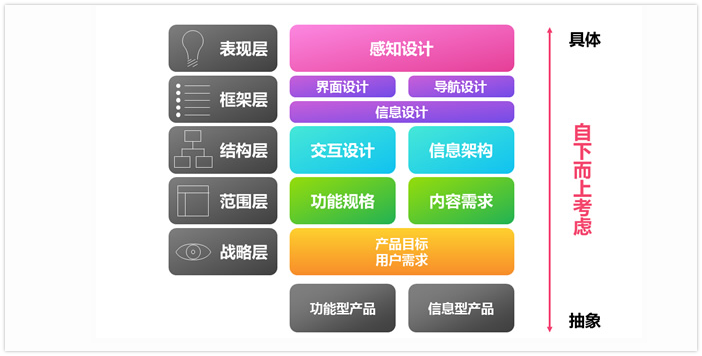 表现层
感知设计
具体
框架层
界面设计
导航设计
信息设计
结构层
交互设计
信息架构
自下而上考虑
范围层
功能规格
内容需求
战略层
产品目标
用户需求
功能型产品
信息型产品
抽象